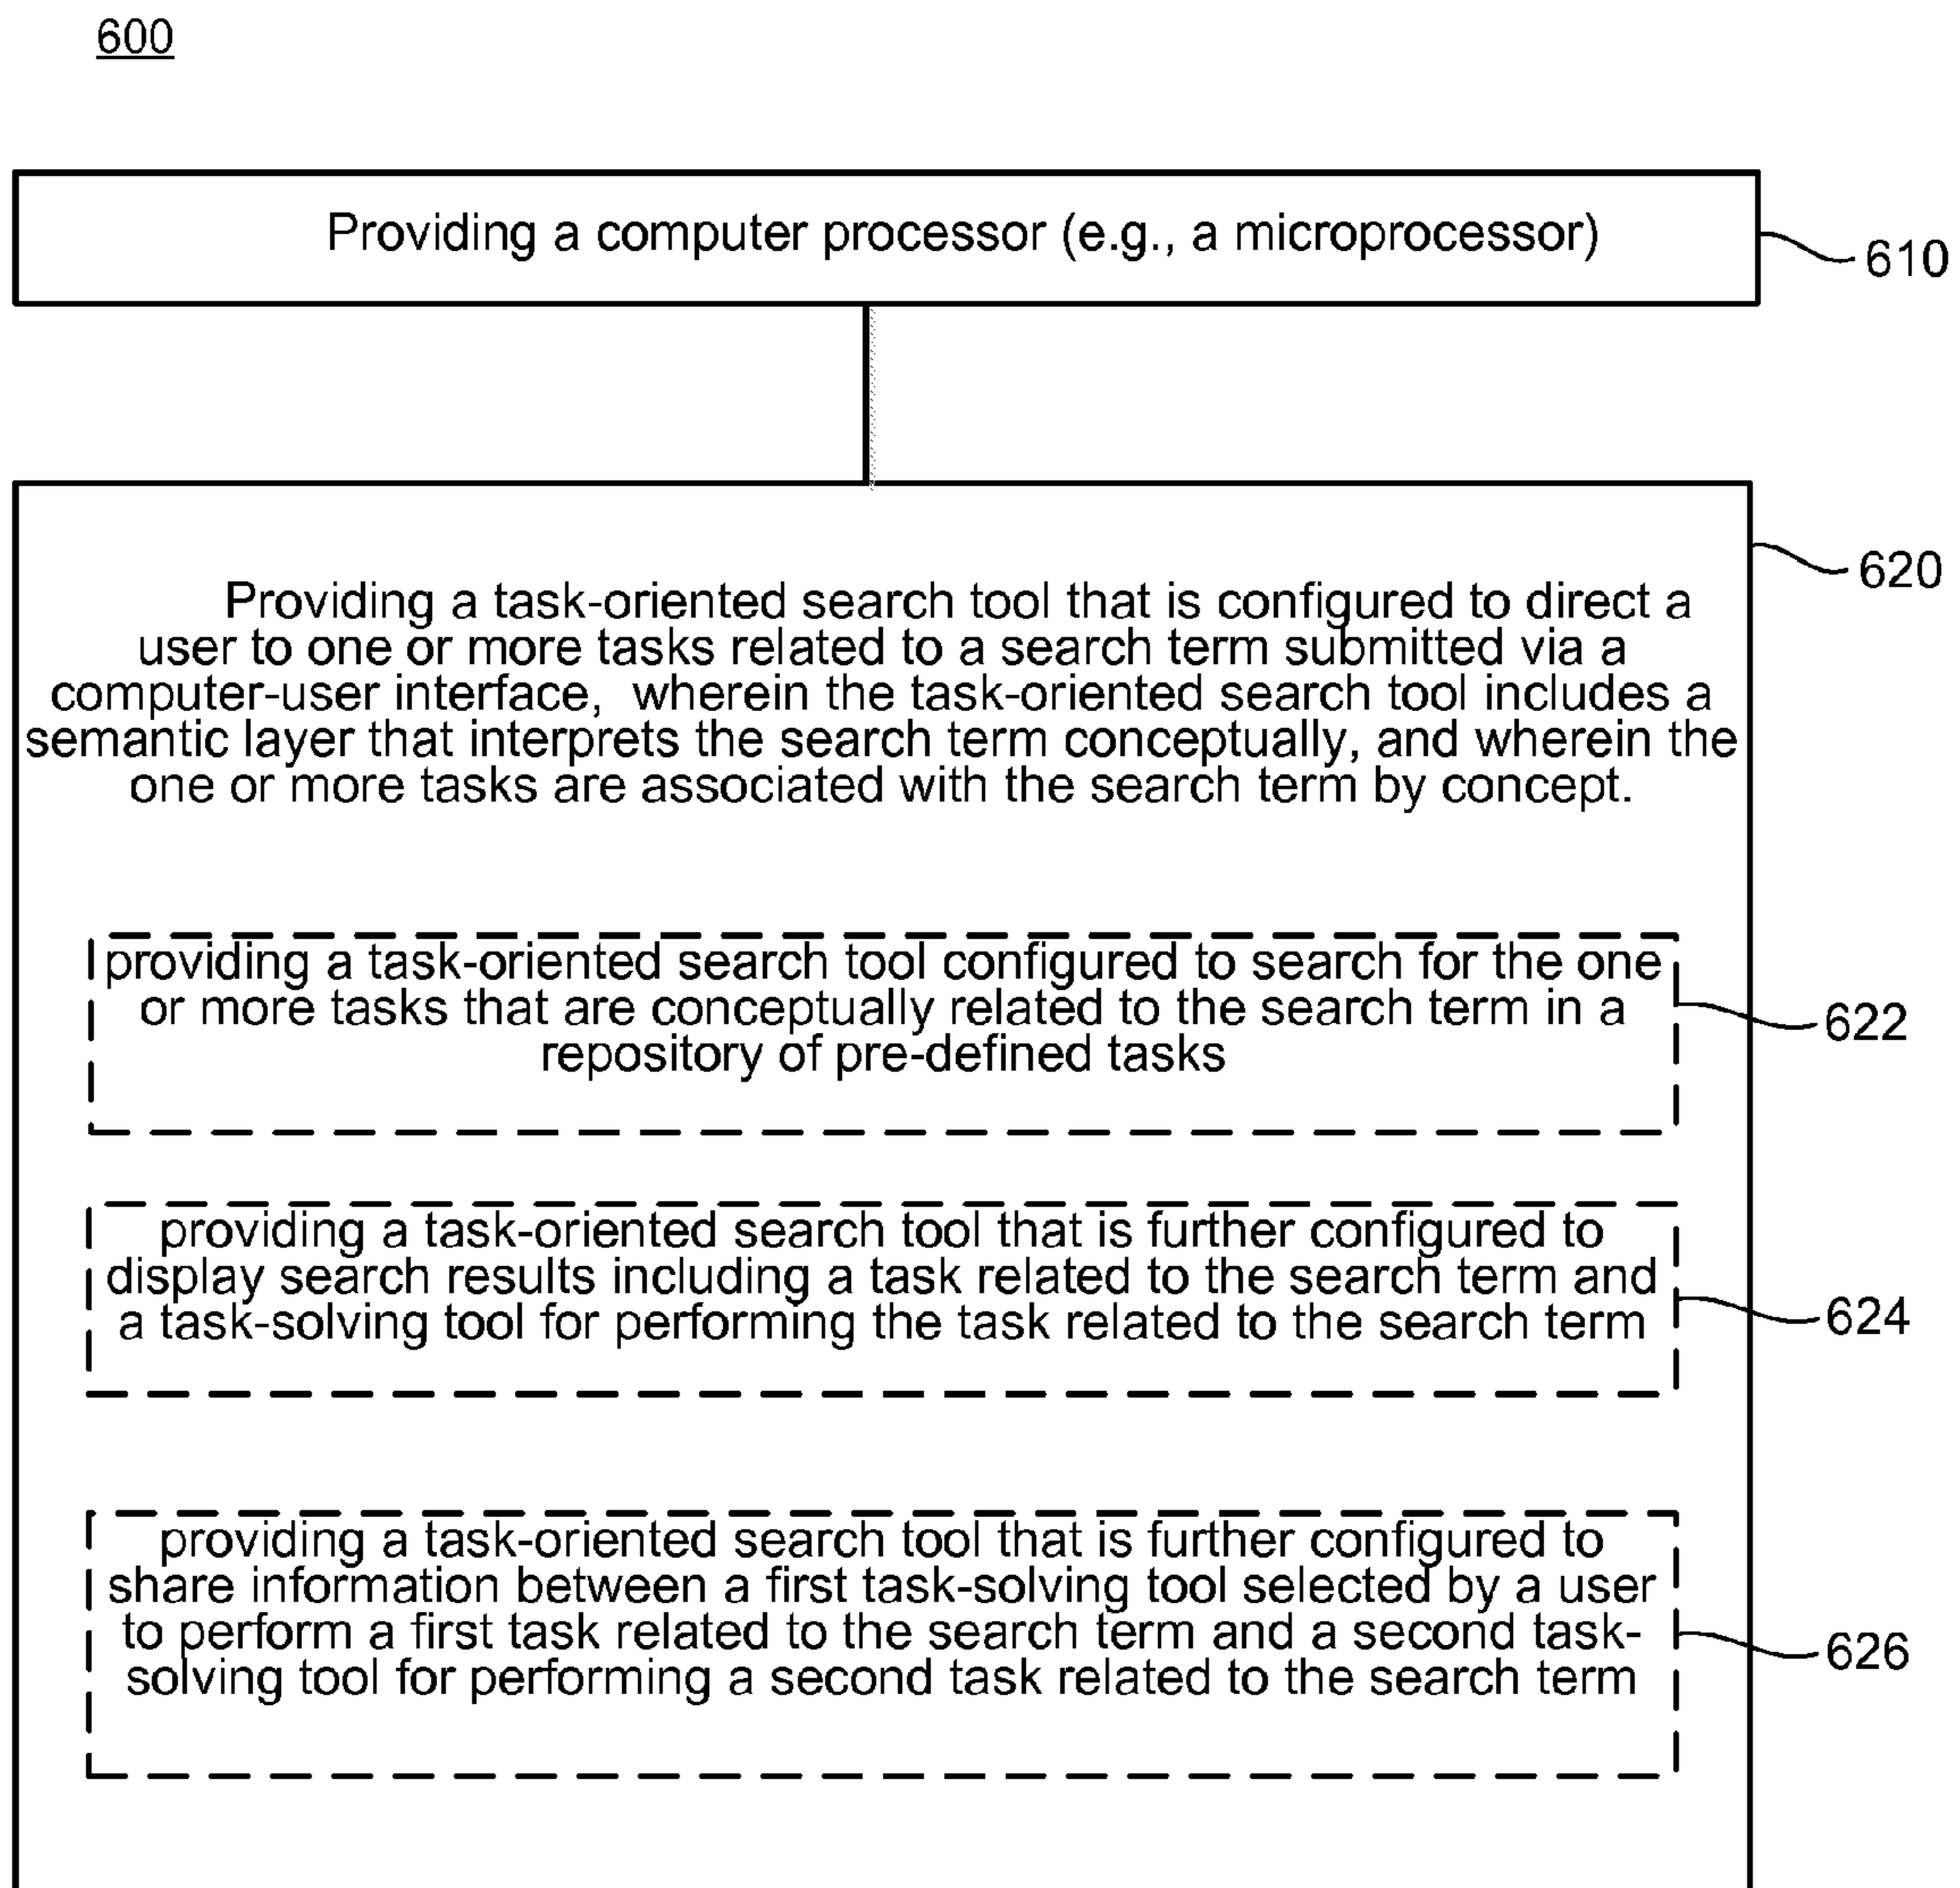 600
Providing a computer processor (e.g., a microprocessor)
610
Providing a task-oriented search tool that is configured to direct a
user to one or more tasks related to a search term submitted via a
computer-user interface, wherein the task-oriented search tool includes a
semantic layer that interprets the search term conceptually, and wherein the
one or more tasks are associated with the search term by concept.
620
providing a task-oriented search tool configured to search for the one
or more tasks that are conceptually related to the search term in a
repository of pre-defined tasks
622
providing a task-oriented search tool that is further configured to
display search results including a task related to the search term and
a task-solving tool for performing the task related to the search term
624
providing a task-oriented search tool that is further configured to
share information between a first task-solving tool selected by a user
to perform a first task related to the search term and a second task-
solving tool for performing a second task related to the search term
626